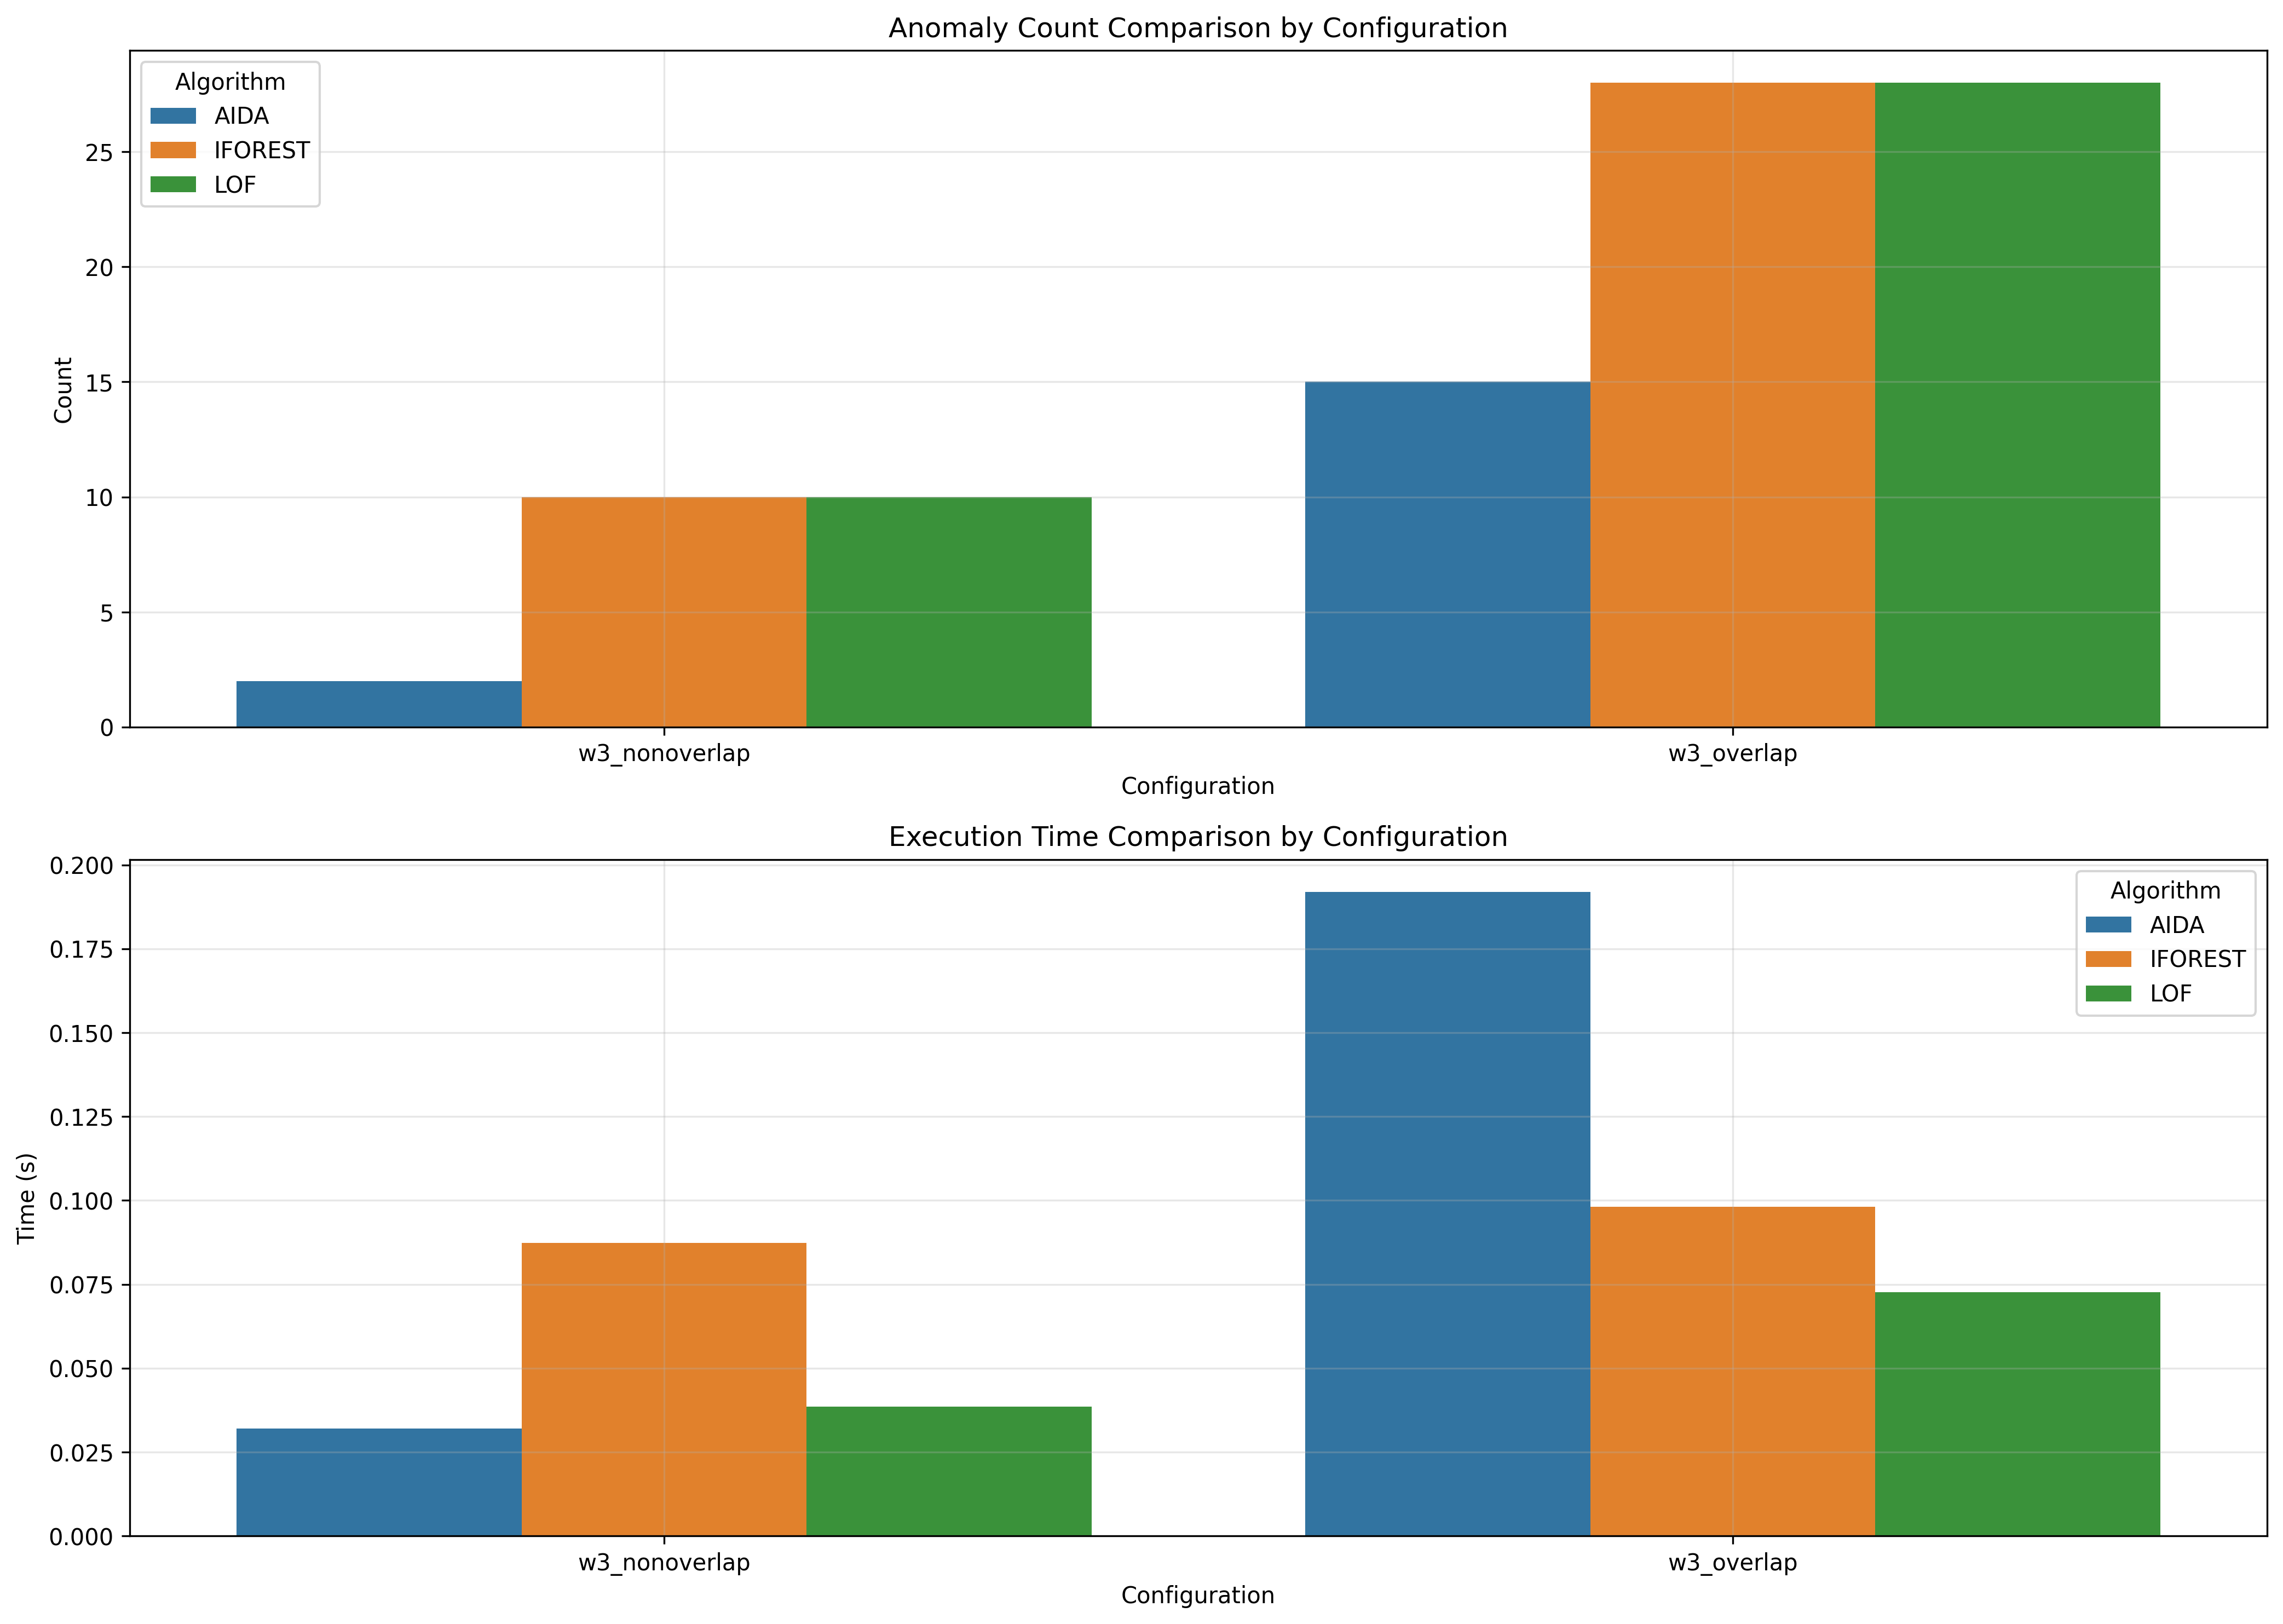 Anomaly Count Comparison by Configuration
Algorithm
AIDA
IFOREST
LOF
Count
25
20
15
10
5
0
w3_nonoverlap
w3_overlap
Configuration
Execution Time Comparison by Configuration
Algorithm
AIDA
IFOREST
LOF
Time (s)
0.200
0.175
0.150
0.125
0.100
0.075
0.050
0.025
0.000
w3_nonoverlap
w3_overlap
Configuration